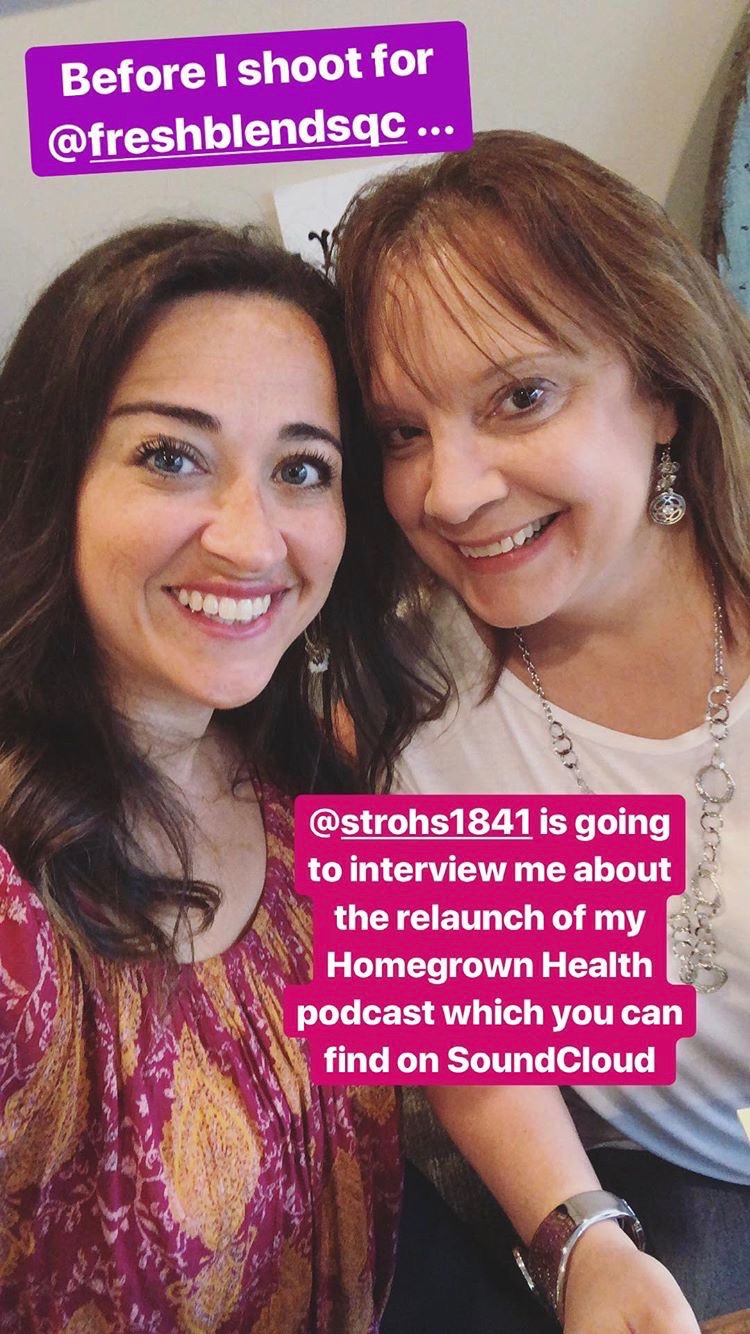 Before I shoot for
@freshblendsqc ...
@strohs1841 is going
to interview me about
the relaunch of my
Homegrown Health
podcast which you can
find on SoundCloud